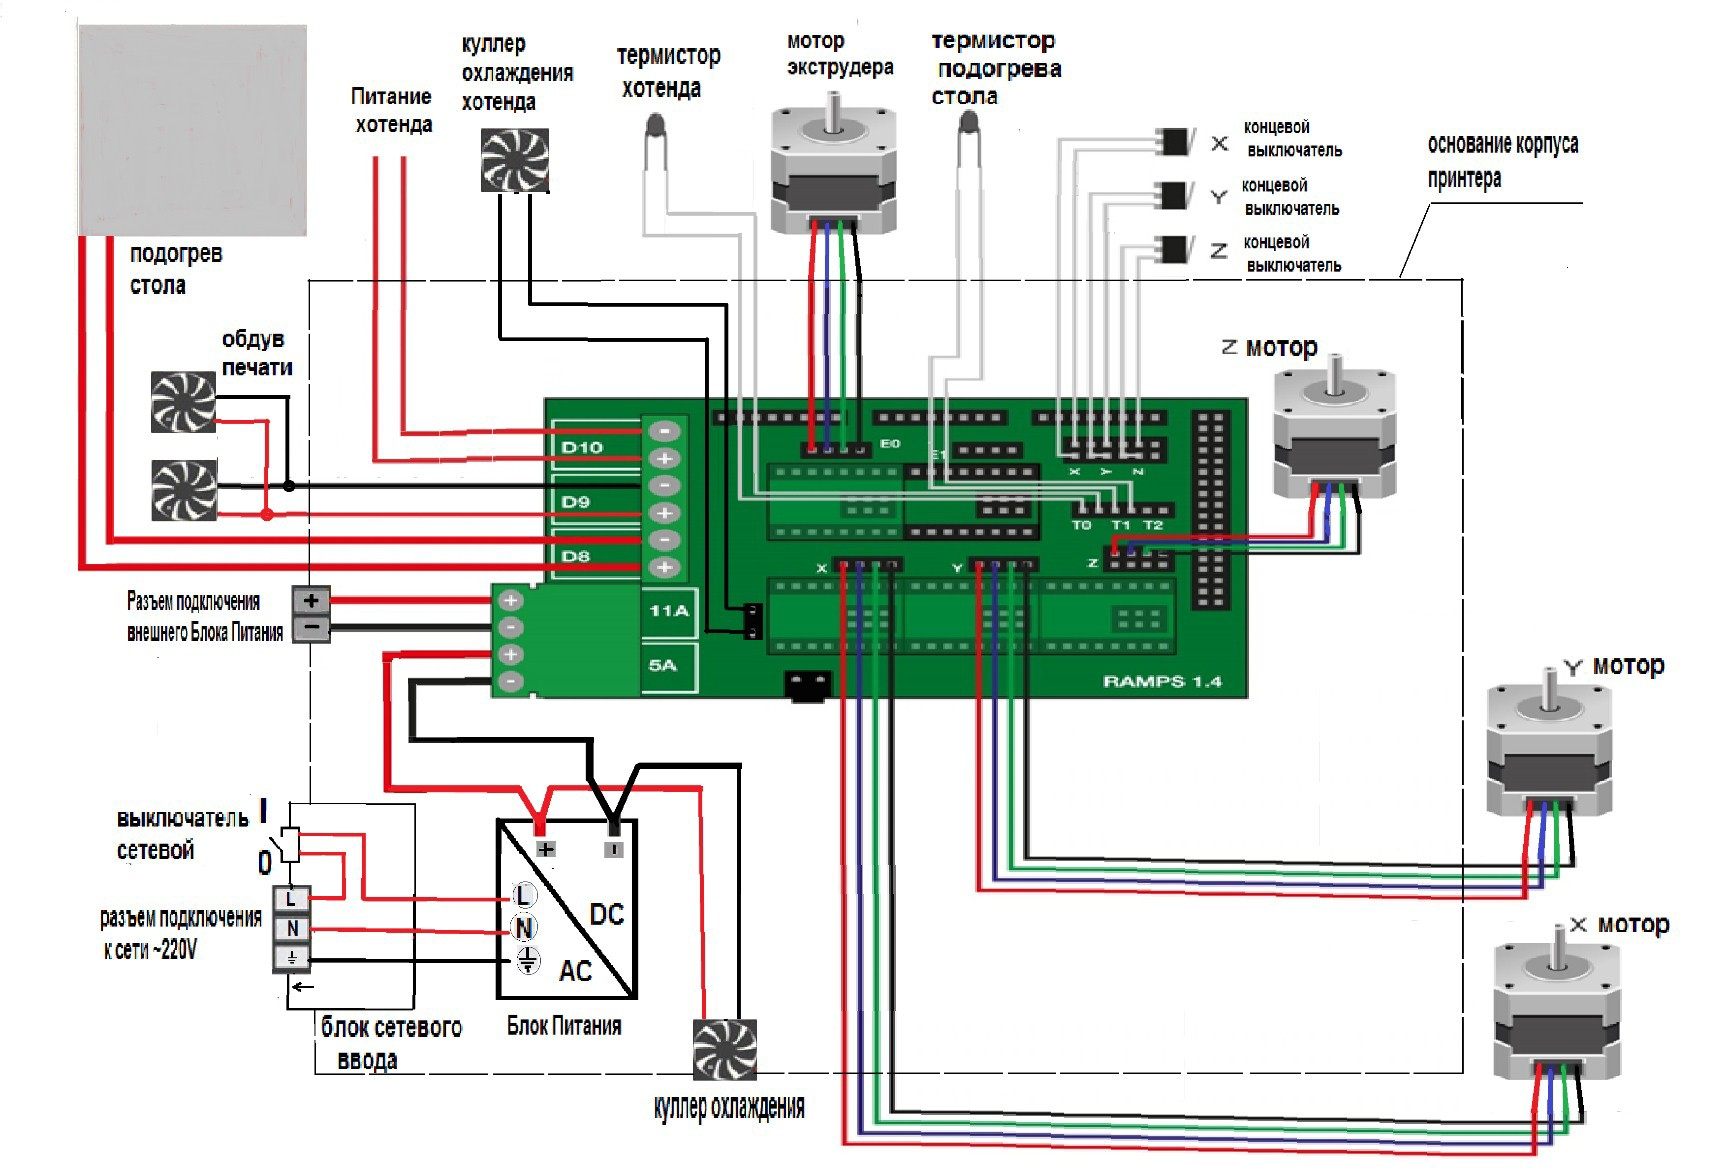 куллер
охлаждения
хотенда
термистор
хотенда
мотор
экструдера
термистор
подогрева
стола
Питание
хотенда
X концевой
выключатель
Y концевой
выключатель
Z концевой
выключатель
основание корпуса
принтера
подогрев
стола
обдув
печати
Z мотор
D10
D9
D8
11A
5A
E0
E1
X Y Z
T0 T1 T2
X
Y
Z
RAMPS 1.4
+
-
+
-
-
+
-
+
-
+
Разъем подключения
внешнего Блока Питания
+
-
Y мотор
выключатель
сетевой
I
0
L
N
разъем подключения
к сети ~220V
+
-
L
N
DC
AC
блок сетевого
ввода
Блок Питания
куллер охлаждения
X мотор